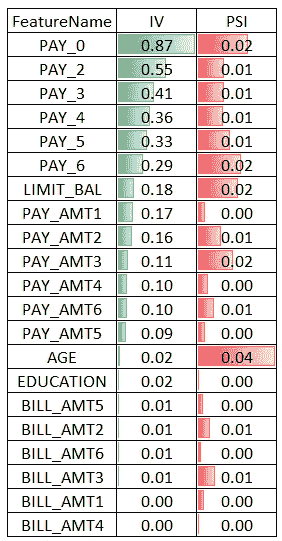 FeatureName IV PSI
PAY_0 0.87 0.02
PAY_2 0.55 0.01
PAY_3 0.41 0.01
PAY_4 0.36 0.01
PAY_5 0.33 0.01
PAY_6 0.29 0.02
LIMIT_BAL 0.18 0.02
PAY_AMT1 0.17 0.00
PAY_AMT2 0.16 0.01
PAY_AMT3 0.11 0.02
PAY_AMT4 0.10 0.00
PAY_AMT6 0.10 0.01
PAY_AMT5 0.09 0.00
AGE 0.02 0.04
EDUCATION 0.02 0.00
BILL_AMT5 0.01 0.00
BILL_AMT2 0.01 0.01
BILL_AMT6 0.01 0.00
BILL_AMT3 0.01 0.01
BILL_AMT1 0.00 0.00
BILL_AMT4 0.00 0.00